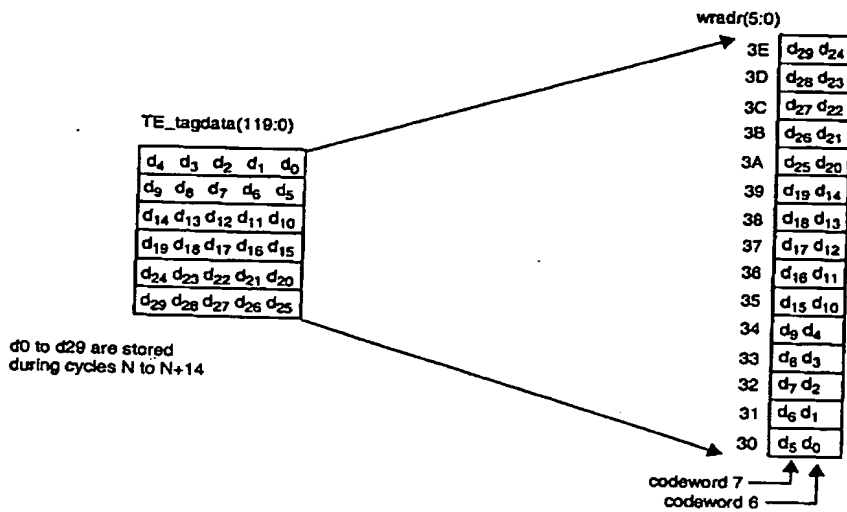 TE_tagdata(119:0)
d4 d3 d2 d1 d0
d9 d8 d7 d6 d5
d14 d13 d12 d11 d10
d19 d18 d17 d16 d15
d24 d23 d22 d21 d20
d29 d28 d27 d26 d25
d0 to d29 are stored
during cycles N to N+14
wradr(5:0)
3E d29 d24
3D d28 d23
3C d27 d22
3B d26 d21
3A d25 d20
39 d19 d14
38 d18 d13
37 d17 d12
36 d16 d11
35 d15 d10
34 d9 d4
33 d8 d3
32 d7 d2
31 d6 d1
30 d5 d0
codeword 7
codeword 6